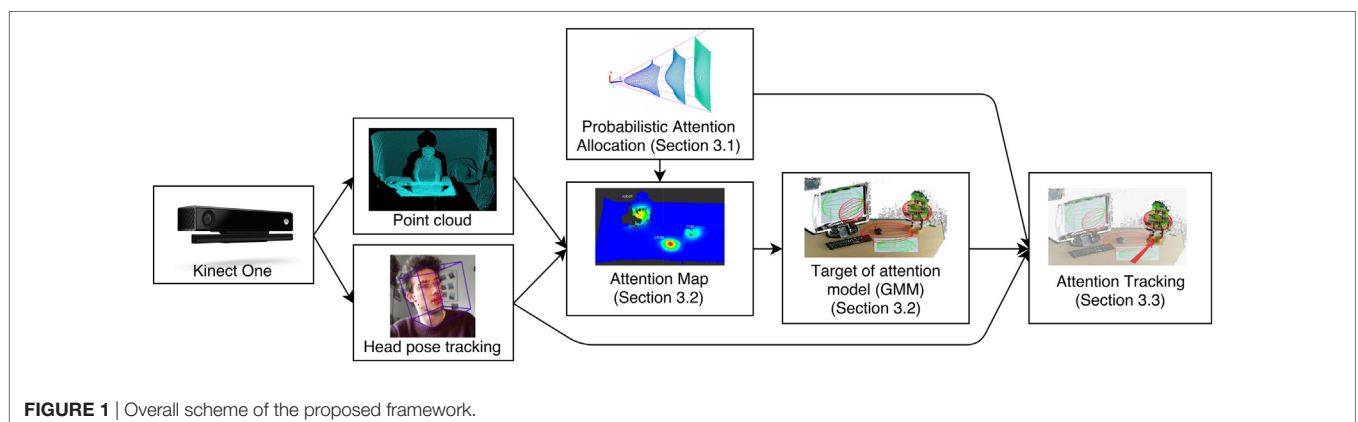 Probabilistic Attention
Allocation (Section 3.1)
Point cloud
Kinect One
Head pose tracking
Attention Map
(Section 3.2)
Target of attention
model (GMM)
(Section 3.2)
Attention Tracking
(Section 3.3)
FIGURE 1 | Overall scheme of the proposed framework.